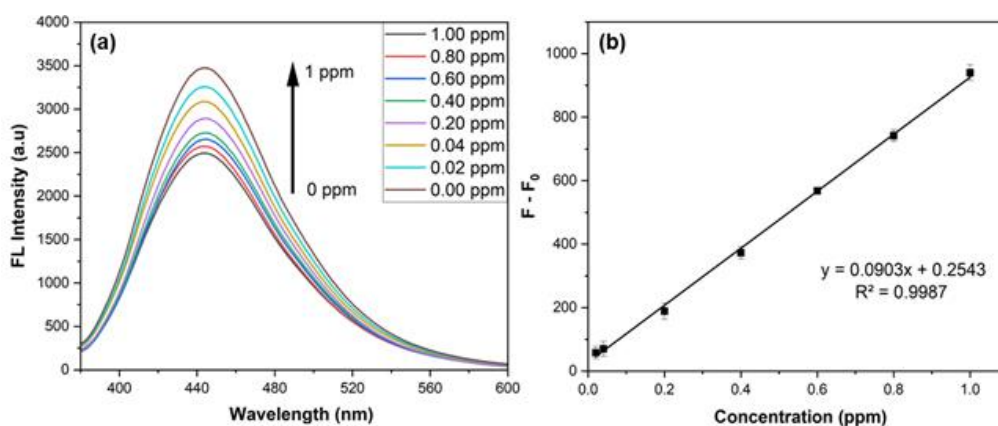 (a)
4000
3500
3000
2500
2000
1500
1000
500
0
FL Intensity (a.u)
400
440
480
520
560
600
Wavelength (nm)
1 ppm
0 ppm
1.00 ppm
0.80 ppm
0.60 ppm
0.40 ppm
0.20 ppm
0.04 ppm
0.02 ppm
0.00 ppm
(b)
1000
800
600
400
200
0
F - F₀
y = 0.0903x + 0.2543
R² = 0.9987
0.0
0.2
0.4
0.6
0.8
1.0
Concentration (ppm)